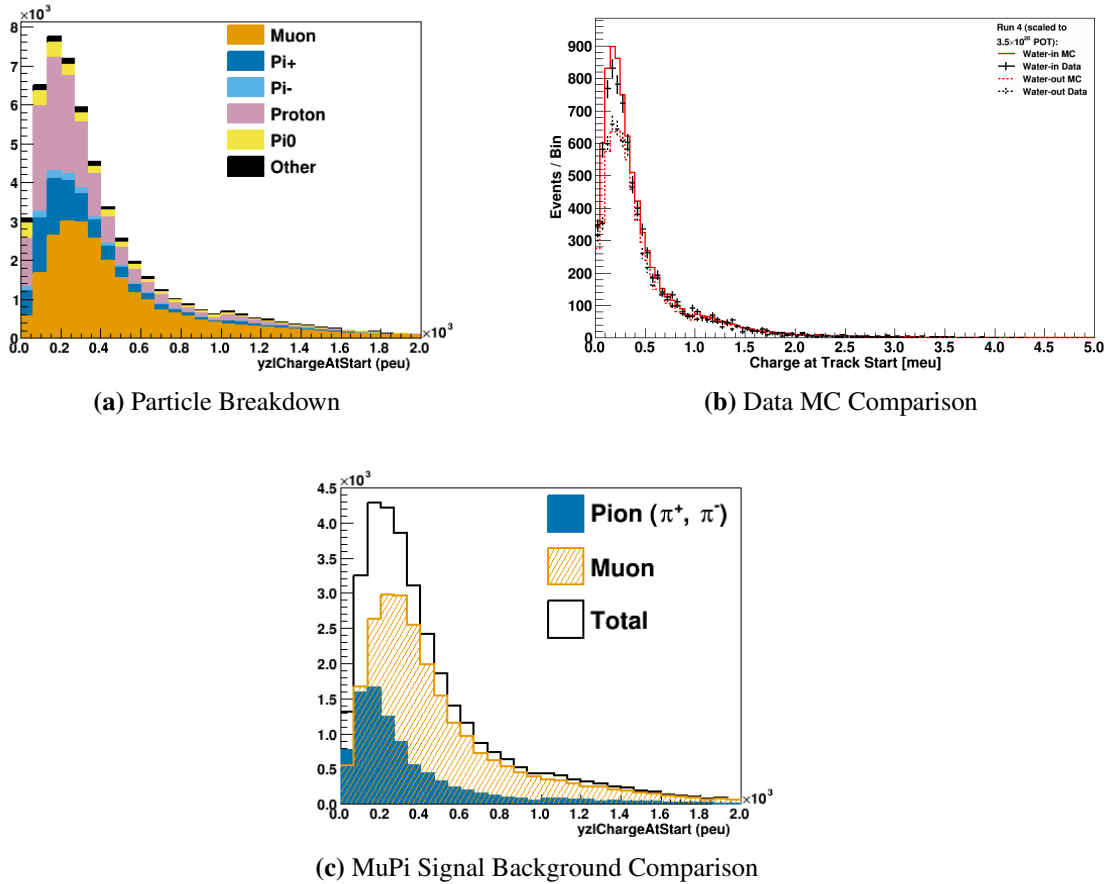 ×10³
8
7
6
5
4
3
2
1
0
Muon
Pi+
Pi-
Proton
Pi0
Other
0.0 0.2 0.4 0.6 0.8 1.0 1.2 1.4 1.6 1.8 2.0
×10³
yzlChargeAtStart (peu)
(a) Particle Breakdown
Events / Bin
900
800
700
600
500
400
300
200
100
0
Run 4 (scaled to
3.5×10²⁰ POT):
Water-in MC
Water-in Data
Water-out MC
Water-out Data
0.0 0.5 1.0 1.5 2.0 2.5 3.0 3.5 4.0 4.5 5.0
Charge at Track Start [meu]
(b) Data MC Comparison
×10³
4.5
4.0
3.5
3.0
2.5
2.0
1.5
1.0
0.5
0.0
Pion (π⁺, π⁻)
Muon
Total
0.0 0.2 0.4 0.6 0.8 1.0 1.2 1.4 1.6 1.8 2.0
×10³
yzlChargeAtStart (peu)
(c) MuPi Signal Background Comparison